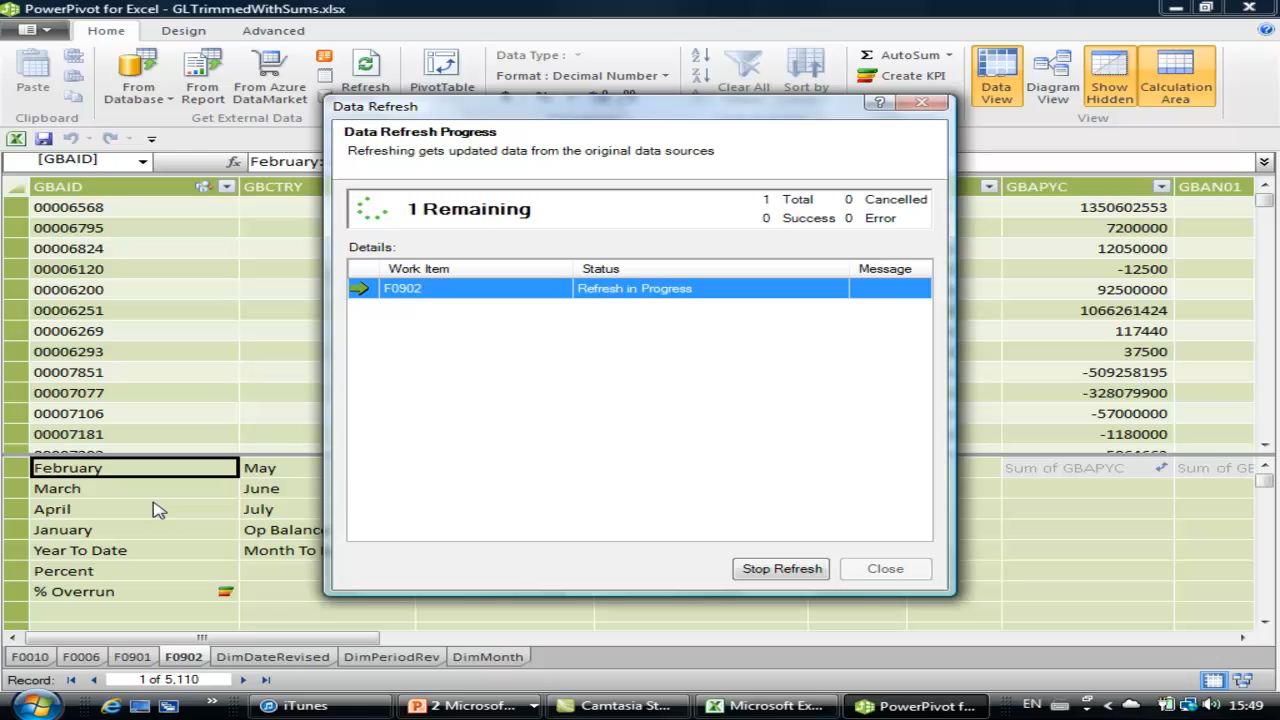 PowerPivot for Excel - GLTrimmedWithSums.xlsx
Home Design Advanced
Paste
From Database
From Report
From Azure DataMarket
Refresh
PivotTable
Data Type :
Format : Decimal Number
Clear All
Sort by
AutoSum
Create KPI
Data View
Diagram View
Show Hidden
Calculation Area
Clipboard
Get External Data
View
[GBAID]
fx
February:
GBAID GBCTRY GBAPYC GBAN01
00006568 1350602553
00006795 7200000
00006824 12050000
00006120 -12500
00006200 92500000
00006251 1066261424
00006269 117440
00006293 37500
00007851 -509258195
00007077 -328079900
00007106 -57000000
00007181 -1180000
February May Sum of GBAPYC Sum of GE
March June
April July
January Op Balanc
Year To Date Month To
Percent
% Overrun
Data Refresh
Data Refresh Progress
Refreshing gets updated data from the original data sources
1 Remaining
1 Total 0 Cancelled
0 Success 0 Error
Details:
Work Item Status Message
F0902 Refresh in Progress
Stop Refresh Close
F0010 F0006 F0901 F0902 DimDateRevised DimPeriodRev DimMonth
Record: 1 of 5,110
iTunes 2 Microsof... Camtasia St... Microsoft Ex... PowerPivot f... EN 15:49